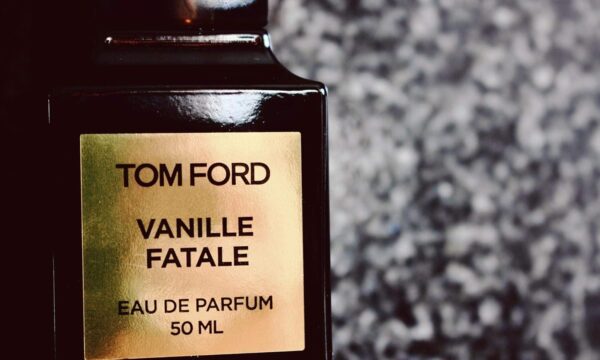 TOM FORD
VANILLE
FATALE
EAU DE PARFUM
50 ML